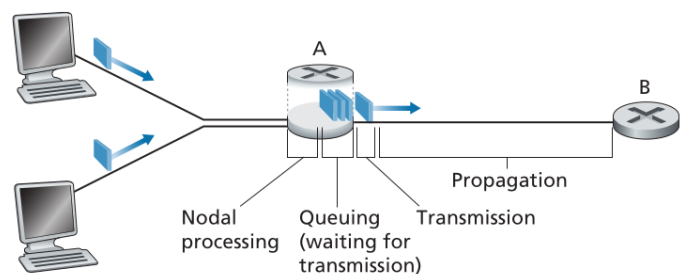 A
B
Propagation
Nodal
processing
Queuing
(waiting for
transmission)
Transmission